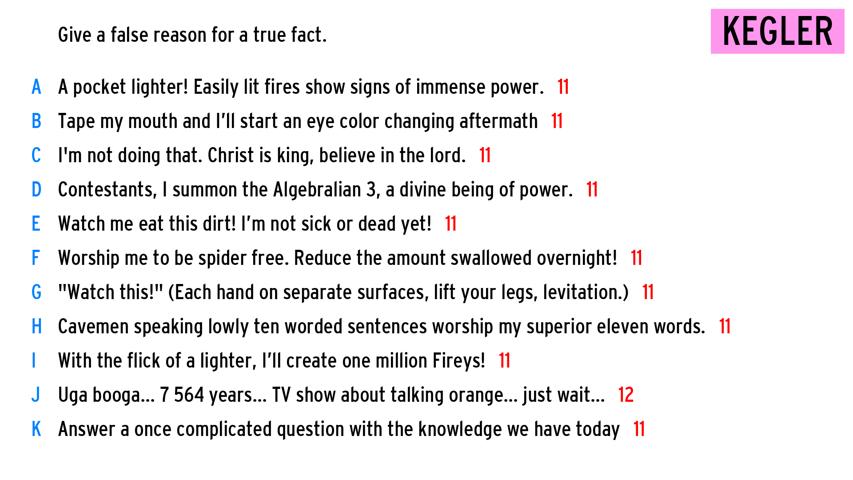 Give a false reason for a true fact.
KEGLER
A A pocket lighter! Easily lit fires show signs of immense power. 11
B Tape my mouth and I'll start an eye color changing aftermath 11
C I'm not doing that. Christ is king, believe in the lord. 11
D Contestants, I summon the Algebralian 3, a divine being of power. 11
E Watch me eat this dirt! I'm not sick or dead yet! 11
F Worship me to be spider free. Reduce the amount swallowed overnight! 11
G "Watch this!" (Each hand on separate surfaces, lift your legs, levitation.) 11
H Cavemen speaking lowly ten worded sentences worship my superior eleven words. 11
I With the flick of a lighter, I'll create one million Fireys! 11
J Uga booga... 7 564 years... TV show about talking orange... just wait... 12
K Answer a once complicated question with the knowledge we have today 11